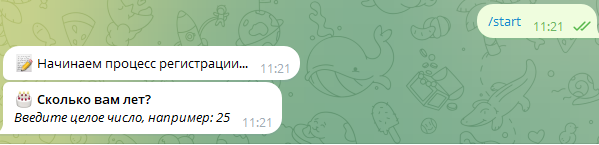 /start
11:21
📝 Начинаем процесс регистрации...
11:21
🎂 Сколько вам лет?
Введите целое число, например: 25
11:21